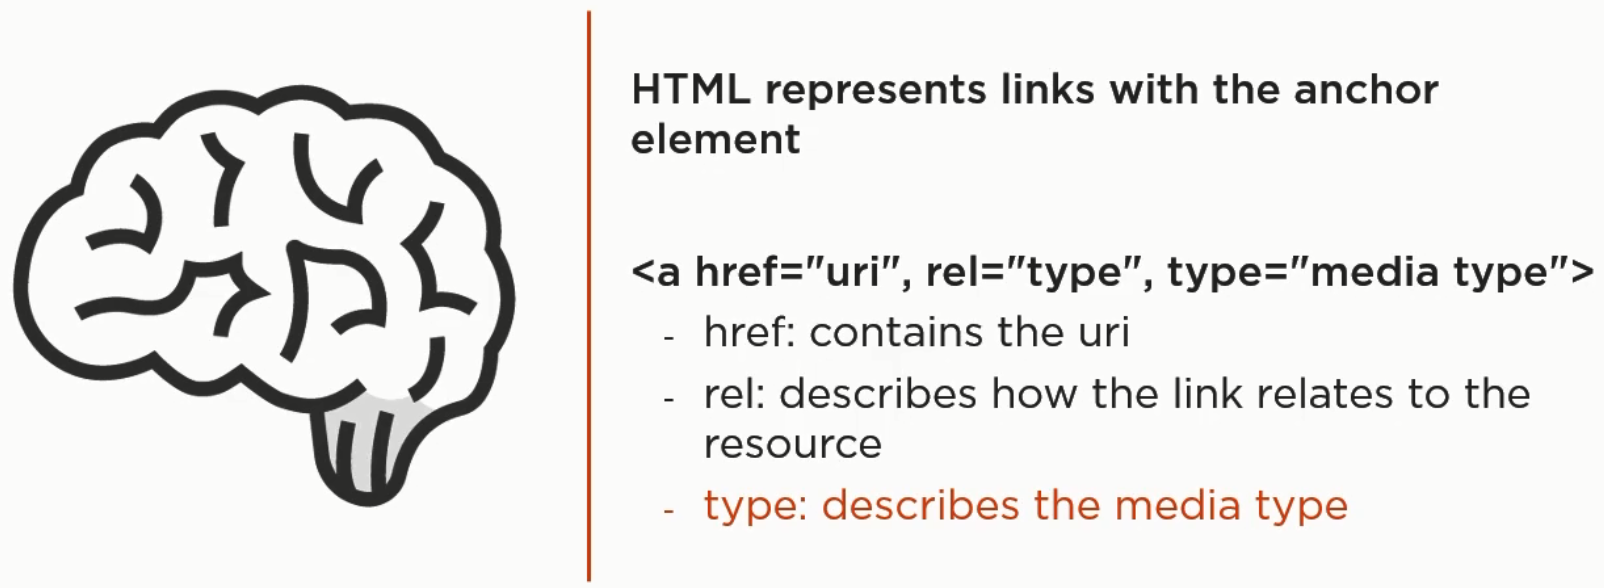 HTML represents links with the anchor
element
<a href="uri", rel="type", type="media type">
- href: contains the uri
- rel: describes how the link relates to the
resource
- type: describes the media type